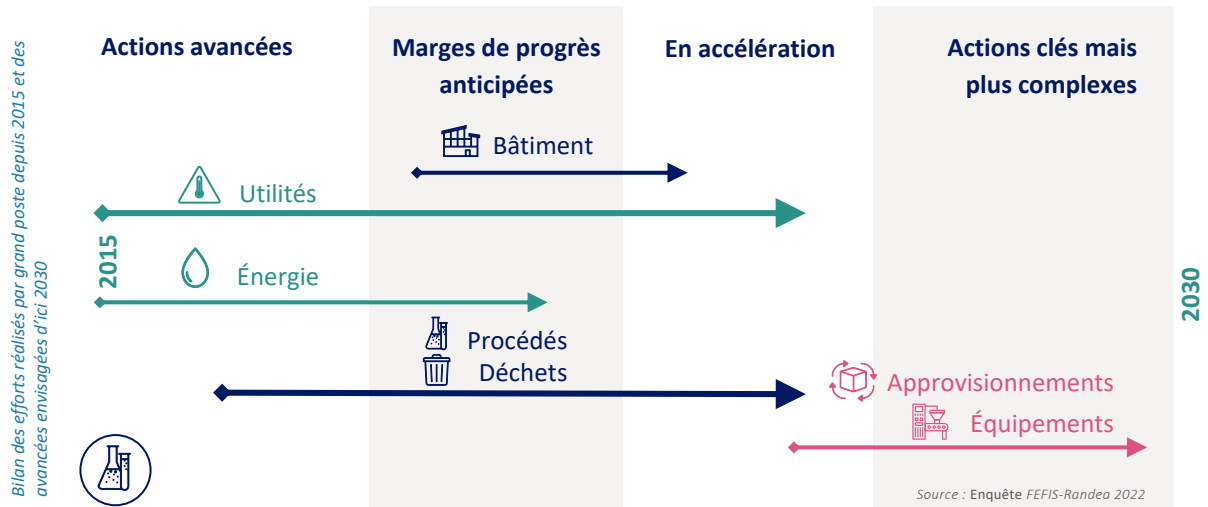 Bilan des efforts réalisés par grand poste depuis 2015 et des
avancées envisagées d'ici 2030
Actions avancées
Marges de progrès
anticipées
En accélération
Actions clés mais
plus complexes
Bâtiment
Utilités
2015
Énergie
2030
Procédés
Déchets
Approvisionnements
Équipements
Source : Enquête FEFIS-Randea 2022